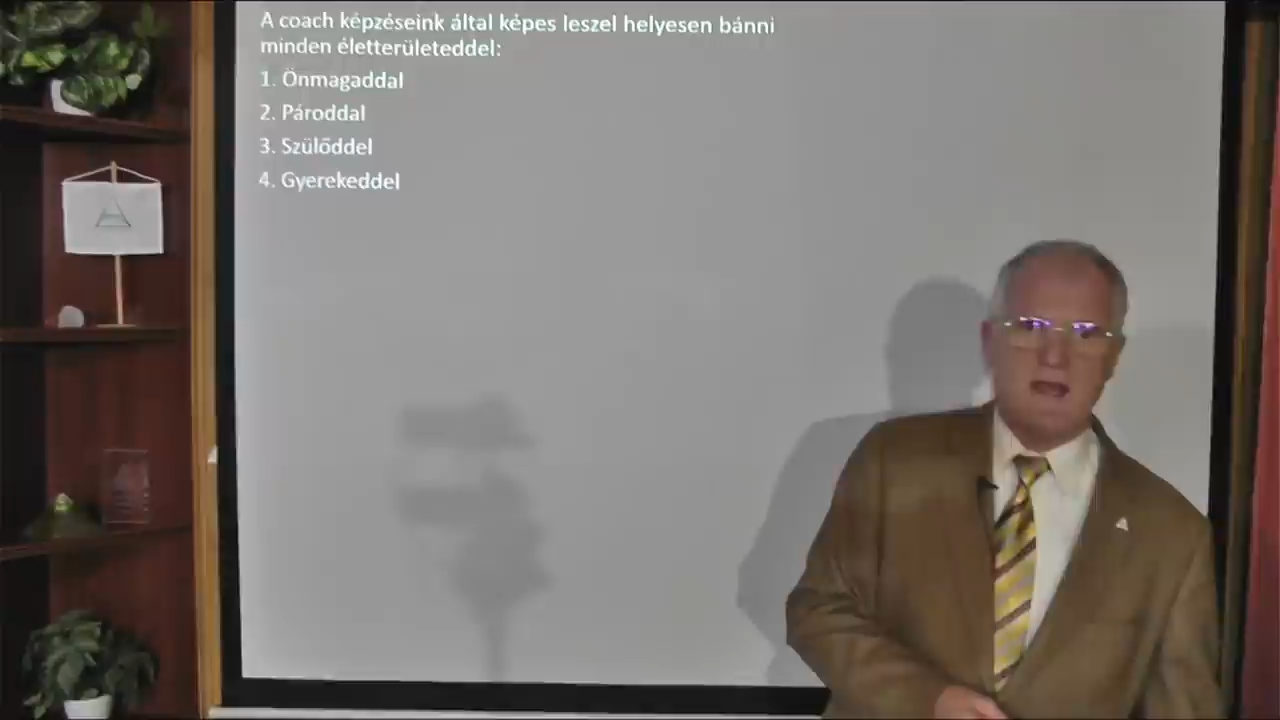 A coach képzéseink által képes leszel helyesen bánni
minden életterületeddel:
1. Önmagaddal
2. Pároddal
3. Szülőddel
4. Gyerekeddel